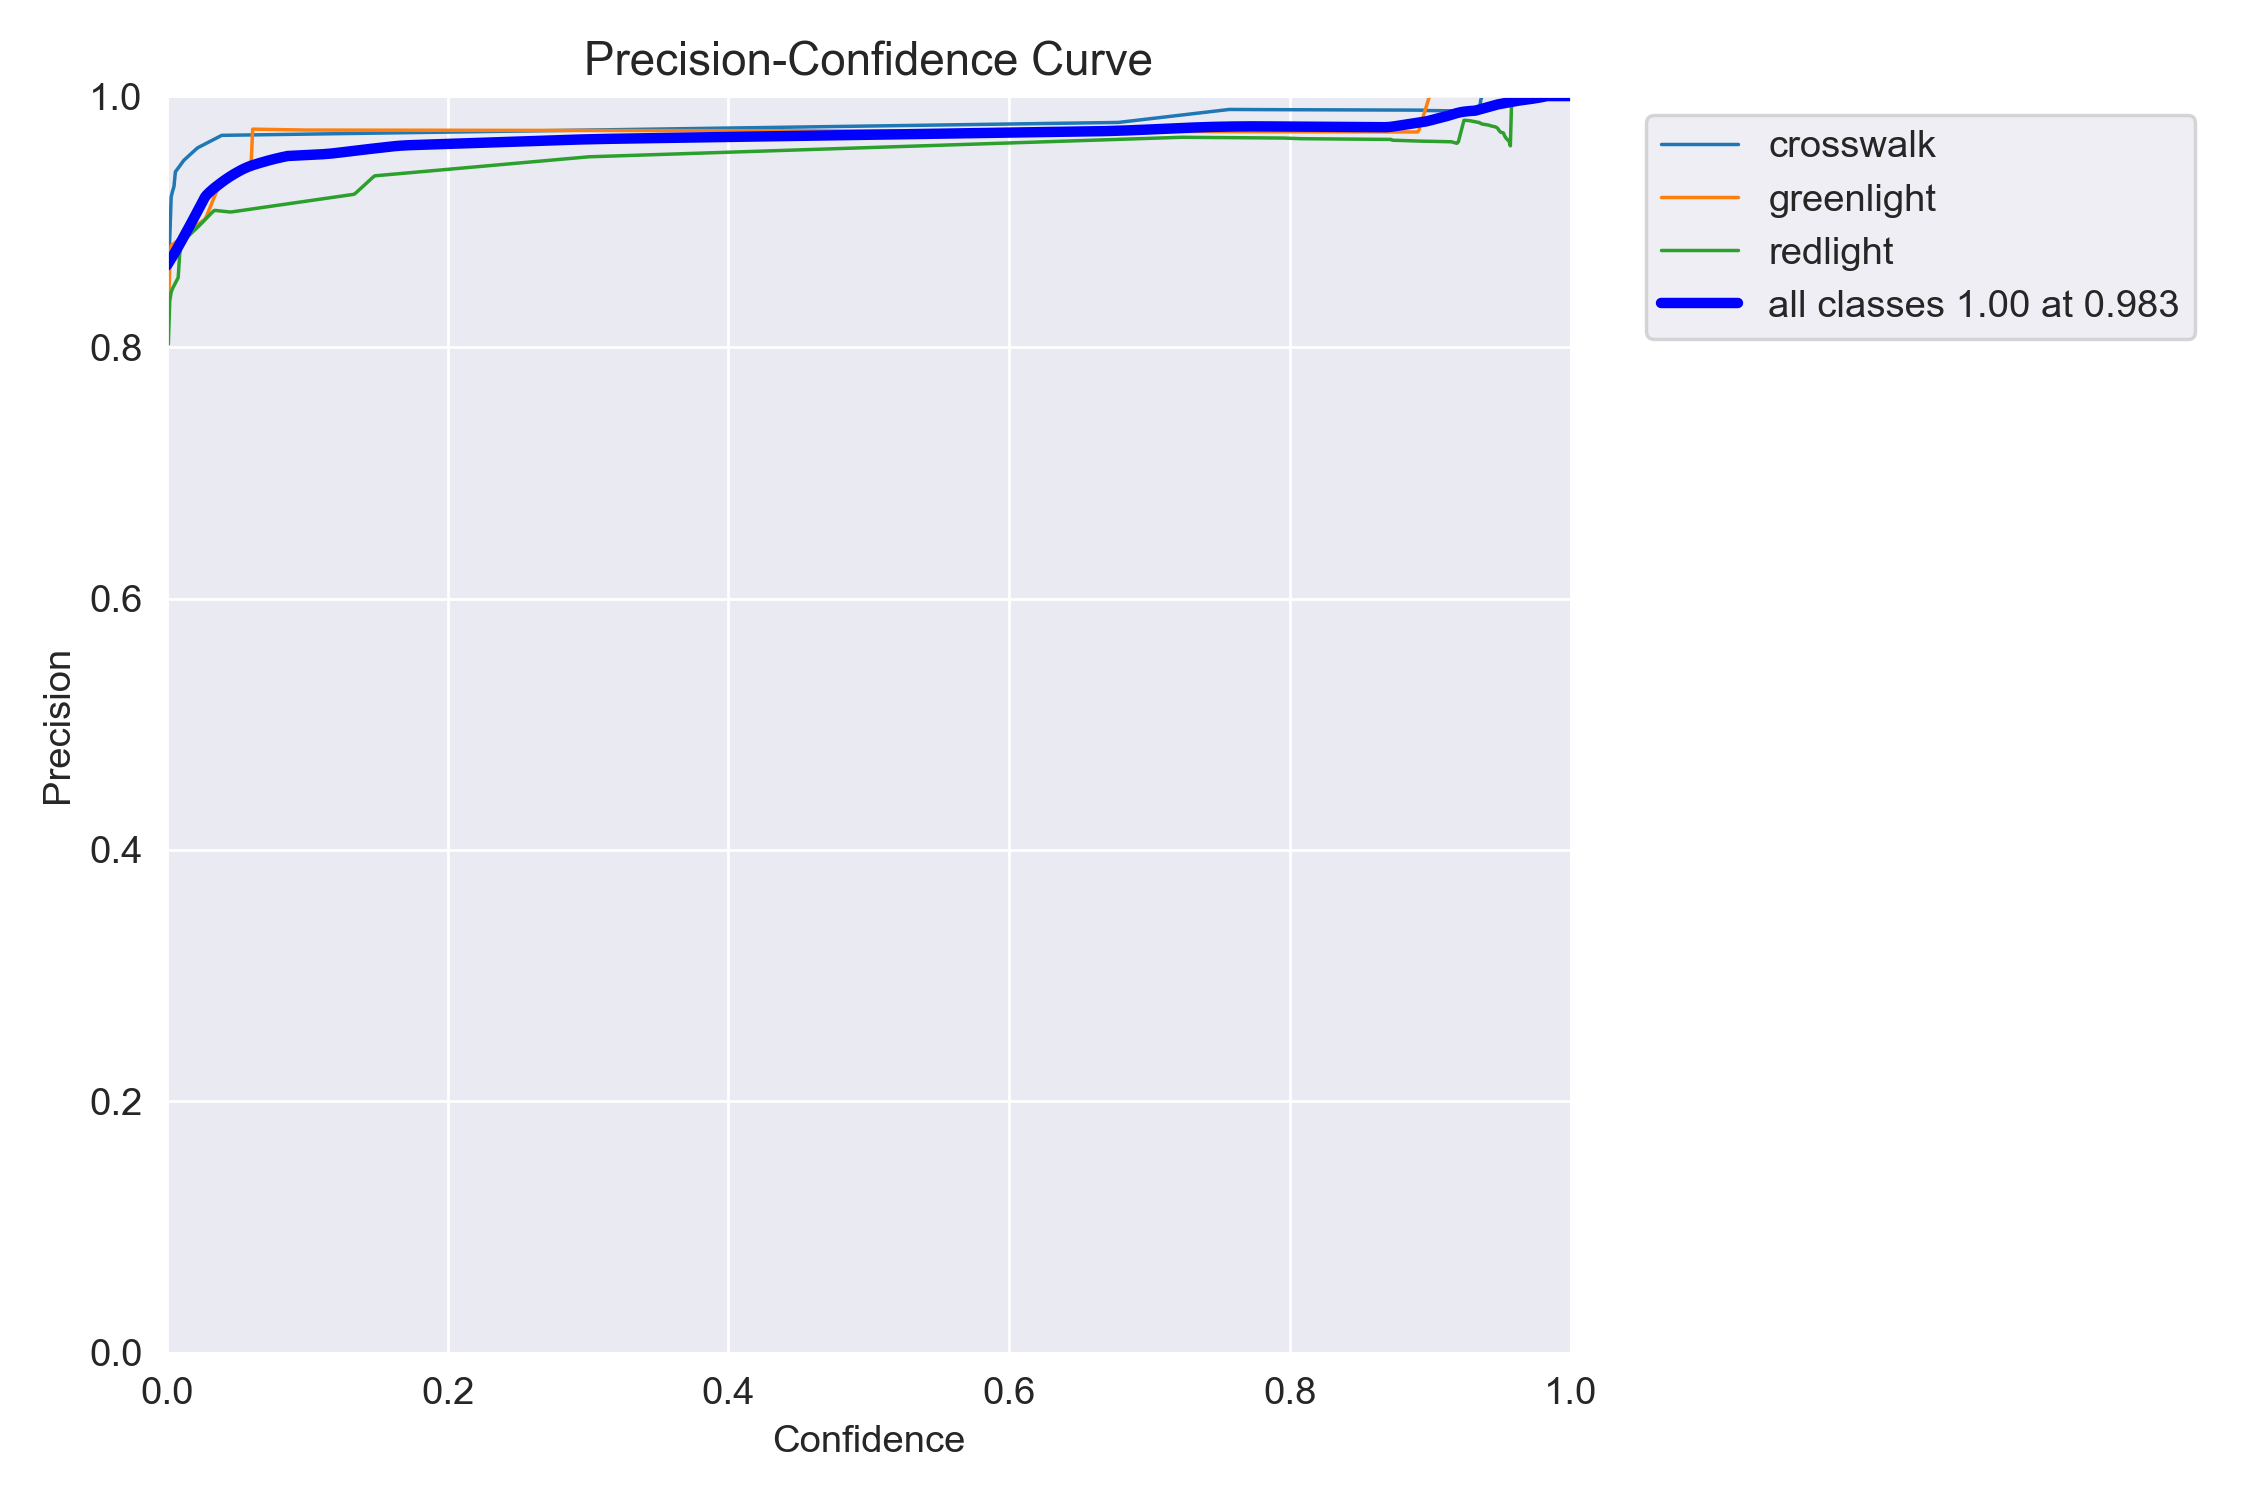 Precision-Confidence Curve
1.0
0.8
0.6
0.4
0.2
0.0
Precision
0.0 0.2 0.4 0.6 0.8 1.0
Confidence
crosswalk
greenlight
redlight
all classes 1.00 at 0.983